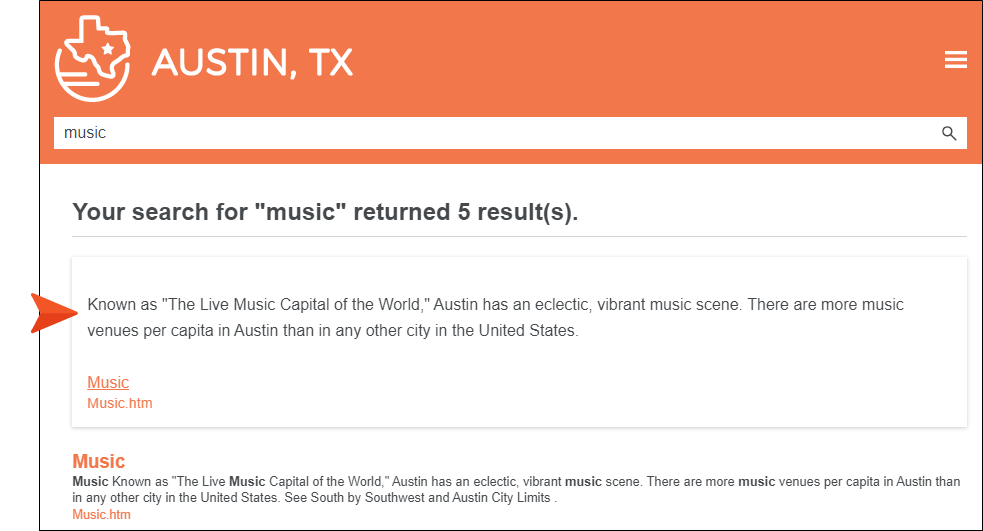 AUSTIN, TX
music
Your search for "music" returned 5 result(s).
Known as "The Live Music Capital of the World," Austin has an eclectic, vibrant music scene. There are more music
venues per capita in Austin than in any other city in the United States.
Music
Music.htm
Music
Music Known as "The Live Music Capital of the World," Austin has an eclectic, vibrant music scene. There are more music venues per capita in Austin than
in any other city in the United States. See South by Southwest and Austin City Limits .
Music.htm